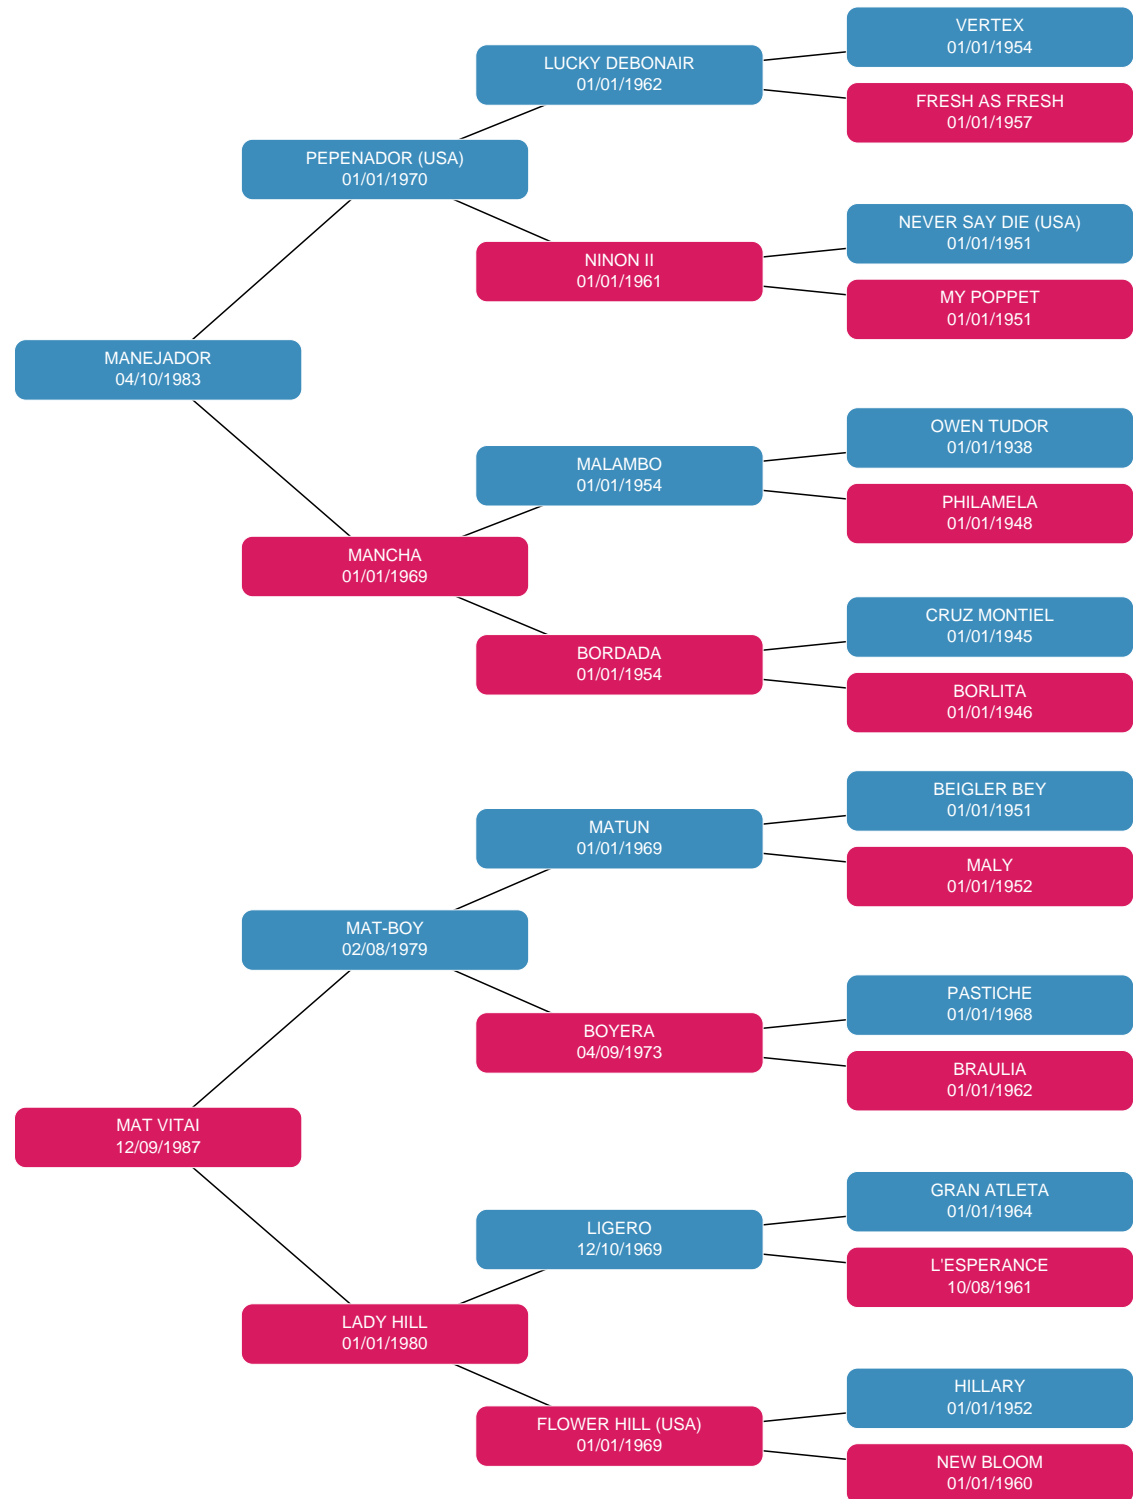 VERTEX
01/01/1954
LUCKY DEBONAIR
01/01/1962
FRESH AS FRESH
01/01/1957
PEPENADOR (USA)
01/01/1970
NEVER SAY DIE (USA)
01/01/1951
NINON II
01/01/1961
MY POPPET
01/01/1951
MANEJADOR
04/10/1983
OWEN TUDOR
01/01/1938
MALAMBO
01/01/1954
PHILAMELA
01/01/1948
MANCHA
01/01/1969
CRUZ MONTIEL
01/01/1945
BORDADA
01/01/1954
BORLITA
01/01/1946
BEIGLER BEY
01/01/1951
MATUN
01/01/1969
MALY
01/01/1952
MAT-BOY
02/08/1979
PASTICHE
01/01/1968
BOYERA
04/09/1973
BRAULIA
01/01/1962
MAT VITAI
12/09/1987
GRAN ATLETA
01/01/1964
LIGERO
12/10/1969
L'ESPERANCE
10/08/1961
LADY HILL
01/01/1980
HILLARY
01/01/1952
FLOWER HILL (USA)
01/01/1969
NEW BLOOM
01/01/1960